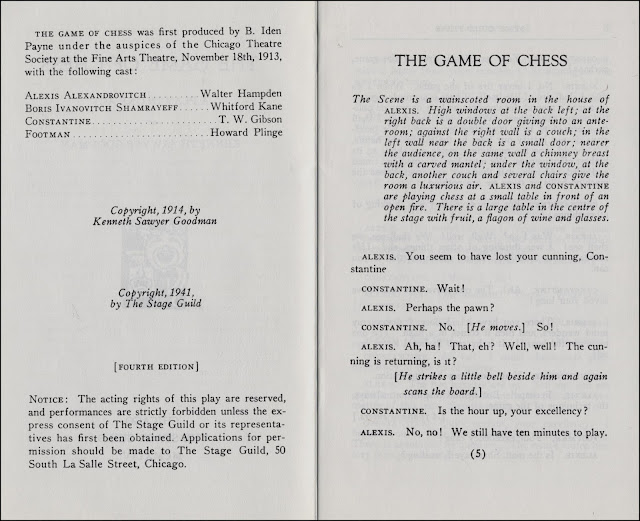 THE GAME OF CHESS was first produced by B. Iden
Payne under the auspices of the Chicago Theatre
Society at the Fine Arts Theatre, November 18th, 1913,
with the following cast:
ALEXIS ALEXANDROVITCH..........Walter Hampden
BORIS IVANOVITCH SHAMRAYEFF......Whitford Kane
CONSTANTINE........................T. W. Gibson
FOOTMAN...........................Howard Plinge
Copyright, 1914, by
Kenneth Sawyer Goodman
Copyright, 1941,
by The Stage Guild
[FOURTH EDITION]
NOTICE: The acting rights of this play are reserved,
and performances are strictly forbidden unless the ex-
press consent of The Stage Guild or its representa-
tives has first been obtained. Applications for per-
mission should be made to The Stage Guild, 50
South La Salle Street, Chicago.
THE GAME OF CHESS
The Scene is a wainscoted room in the house of
ALEXIS. High windows at the back left; at the
right back is a double door giving into an ante-
room; against the right wall is a couch; in the
left wall near the back is a small door; nearer
the audience, on the same wall a chimney breast
with a carved mantel; under the window, at the
back, another couch and several chairs give the
room a luxurious air. ALEXIS and CONSTANTINE
are playing chess at a small table in front of an
open fire. There is a large table in the centre of
the stage with fruit, a flagon of wine and glasses.
ALEXIS. You seem to have lost your cunning, Con-
stantine
CONSTANTINE. Wait!
ALEXIS. Perhaps the pawn?
CONSTANTINE. No. [He moves.] So!
ALEXIS. Ah, ha! That, eh? Well, well! The cun-
ning is returning, is it?
[He strikes a little bell beside him and again
scans the board.]
CONSTANTINE. Is the hour up, your excellency?
ALEXIS. No, no! We still have ten minutes to play.
(5)